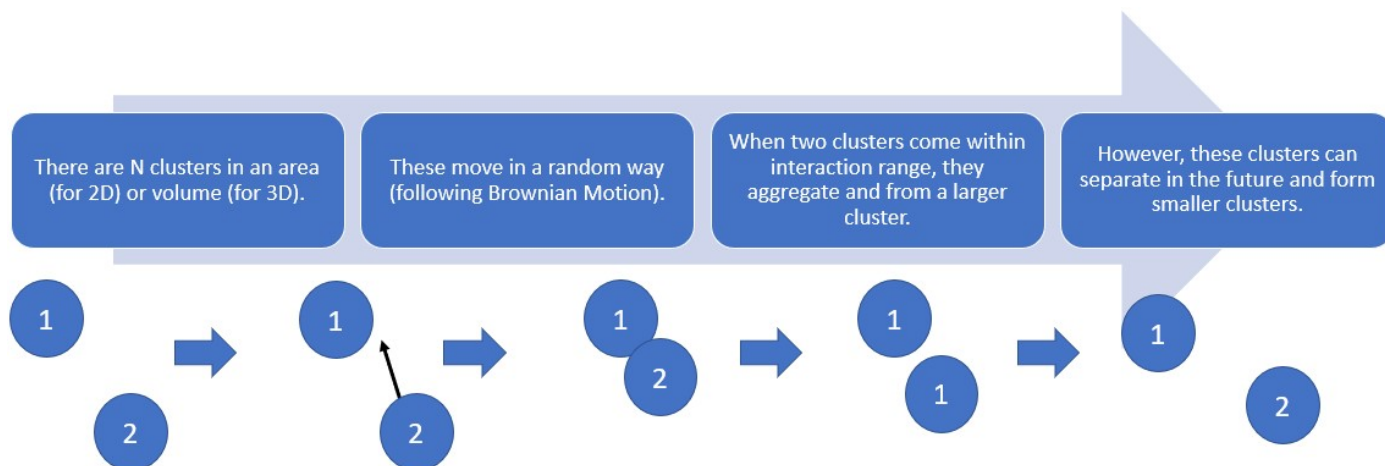 There are N clusters in an area
(for 2D) or volume (for 3D).
These move in a random way
(following Brownian Motion).
When two clusters come within
interaction range, they
aggregate and from a larger
cluster.
However, these clusters can
separate in the future and form
smaller clusters.
1
2
1
2
1
2
1
1
1
2